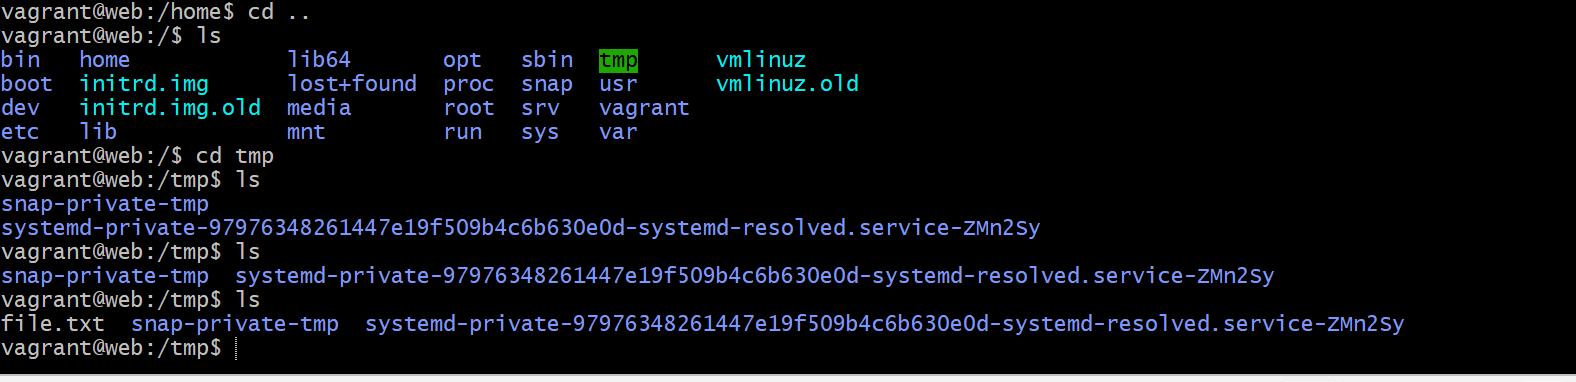 vagrant@web:/home$ cd ..
vagrant@web:/$ ls
bin   home         lib64       opt   sbin  tmp      vmlinuz
boot  initrd.img   lost+found  proc  snap  usr      vmlinuz.old
dev   initrd.img.old  media       root  srv   vagrant
etc   lib          mnt         run   sys   var
vagrant@web:/$ cd tmp
vagrant@web:/tmp$ ls
snap-private-tmp
systemd-private-97976348261447e19f509b4c6b630e0d-systemd-resolved.service-ZMn2Sy
vagrant@web:/tmp$ ls
snap-private-tmp  systemd-private-97976348261447e19f509b4c6b630e0d-systemd-resolved.service-ZMn2Sy
vagrant@web:/tmp$ ls
file.txt  snap-private-tmp  systemd-private-97976348261447e19f509b4c6b630e0d-systemd-resolved.service-ZMn2Sy
vagrant@web:/tmp$